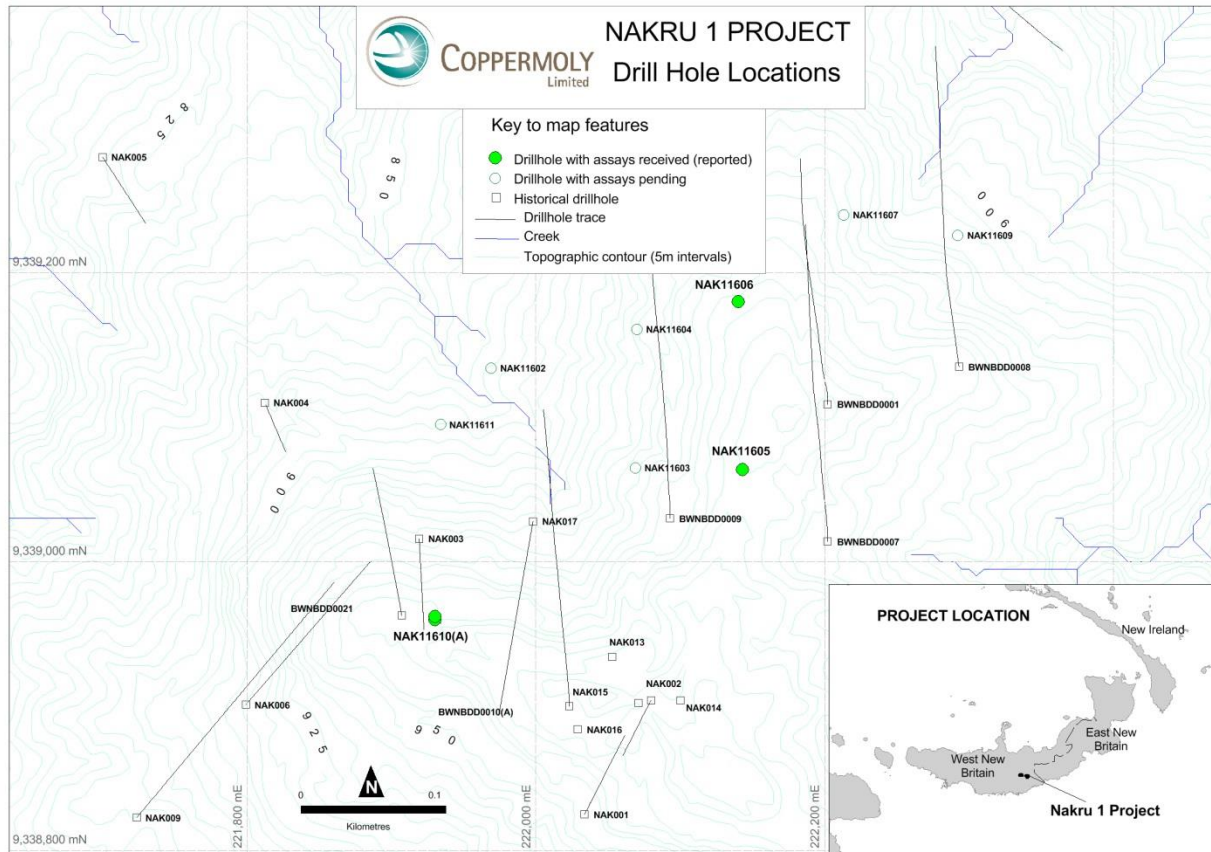 COPPERMOLY
Limited
NAKRU 1 PROJECT
Drill Hole Locations
Key to map features
Drillhole with assays received (reported)
Drillhole with assays pending
Historical drillhole
Drillhole trace
Creek
Topographic contour (5m intervals)
825
850
900
NAK005
NAK11607
NAK11609
9,339,200 mN
NAK11606
NAK11604
NAK11602
BWNBDD0008
NAK004
BWNBDD0001
NAK11611
NAK11605
NAK11603
900
BWNBDD0009
NAK017
NAK003
BWNBDD0007
9,339,000 mN
BWNBDD0021
NAK11610(A)
NAK013
NAK002
NAK015
NAK014
NAK006
BWNBDD0010(A)
NAK016
925
950
N
0
0.1
Kilometres
NAK009
NAK001
221,800 mE
222,000 mE
222,200 mE
9,338,800 mN
PROJECT LOCATION
New Ireland
East New
Britain
West New
Britain
Nakru 1 Project